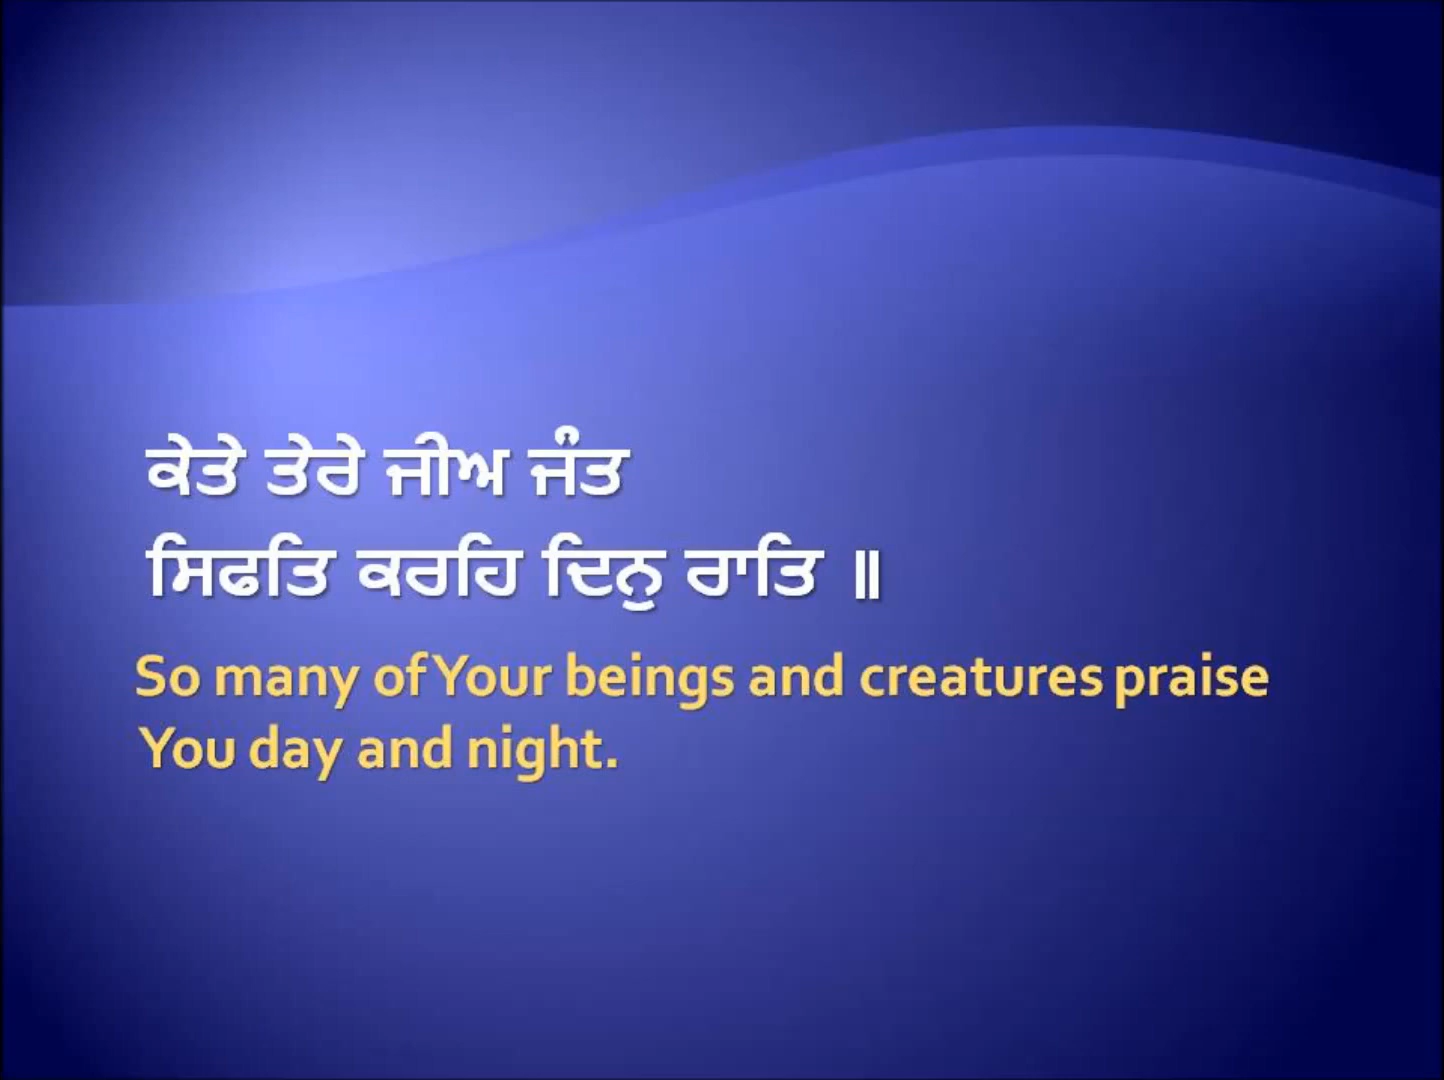 ਕੇਤੇ ਤੇਰੇ ਜੀਅ ਜੰਤ
ਸਿਫਤਿ ਕਰਹਿ ਦਿਨੁ ਰਾਤਿ ॥
So many of Your beings and creatures praise
You day and night.